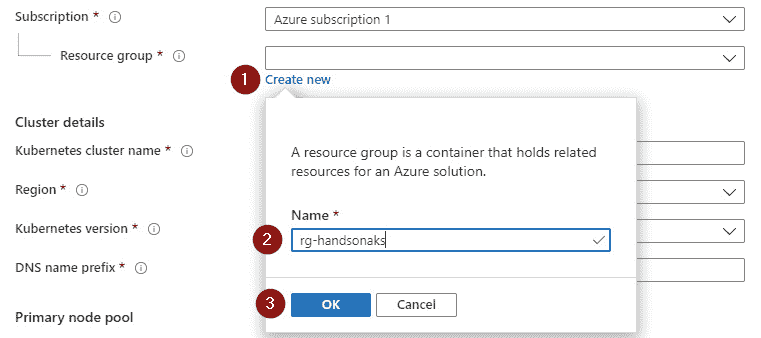 Subscription * Azure subscription 1
Resource group *
1 Create new
A resource group is a container that holds related
resources for an Azure solution.
Name *
2 rg-handsonaks
3 OK Cancel
Cluster details
Kubernetes cluster name *
Region *
Kubernetes version *
DNS name prefix *
Primary node pool